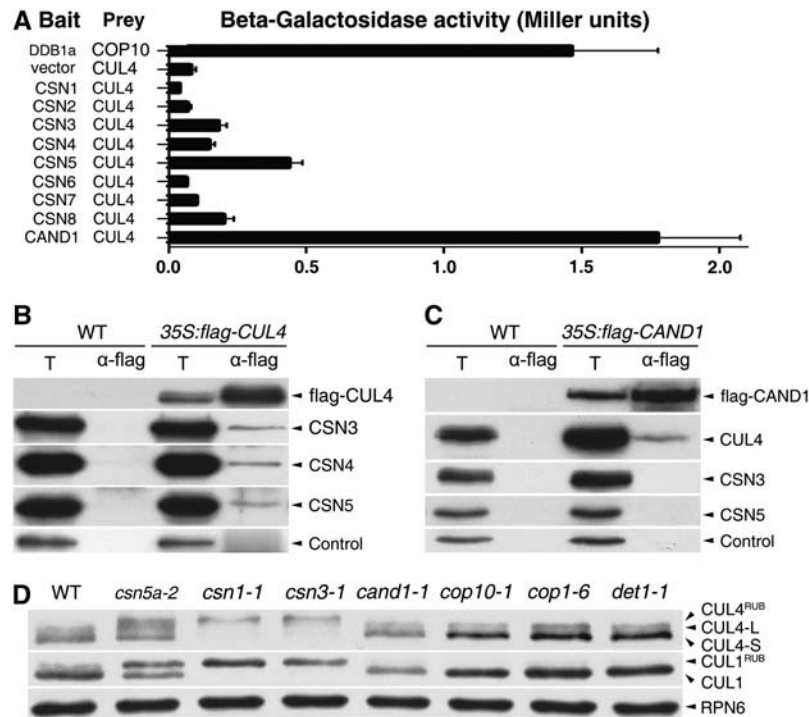 A Bait Prey Beta-Galactosidase activity (Miller units)
DDB1a COP10
vector CUL4
CSN1 CUL4
CSN2 CUL4
CSN3 CUL4
CSN4 CUL4
CSN5 CUL4
CSN6 CUL4
CSN7 CUL4
CSN8 CUL4
CAND1 CUL4
0.0 0.5 1.0 1.5 2.0
B
WT 35S:flag-CUL4
T α-flag T α-flag
flag-CUL4
CSN3
CSN4
CSN5
Control
C
WT 35S:flag-CAND1
T α-flag T α-flag
flag-CAND1
CUL4
CSN3
CSN5
Control
D WT csn5a-2 csn1-1 csn3-1 cand1-1 cop10-1 cop1-6 det1-1
CUL4RUB
CUL4-L
CUL4-S
CUL1RUB
CUL1
RPN6